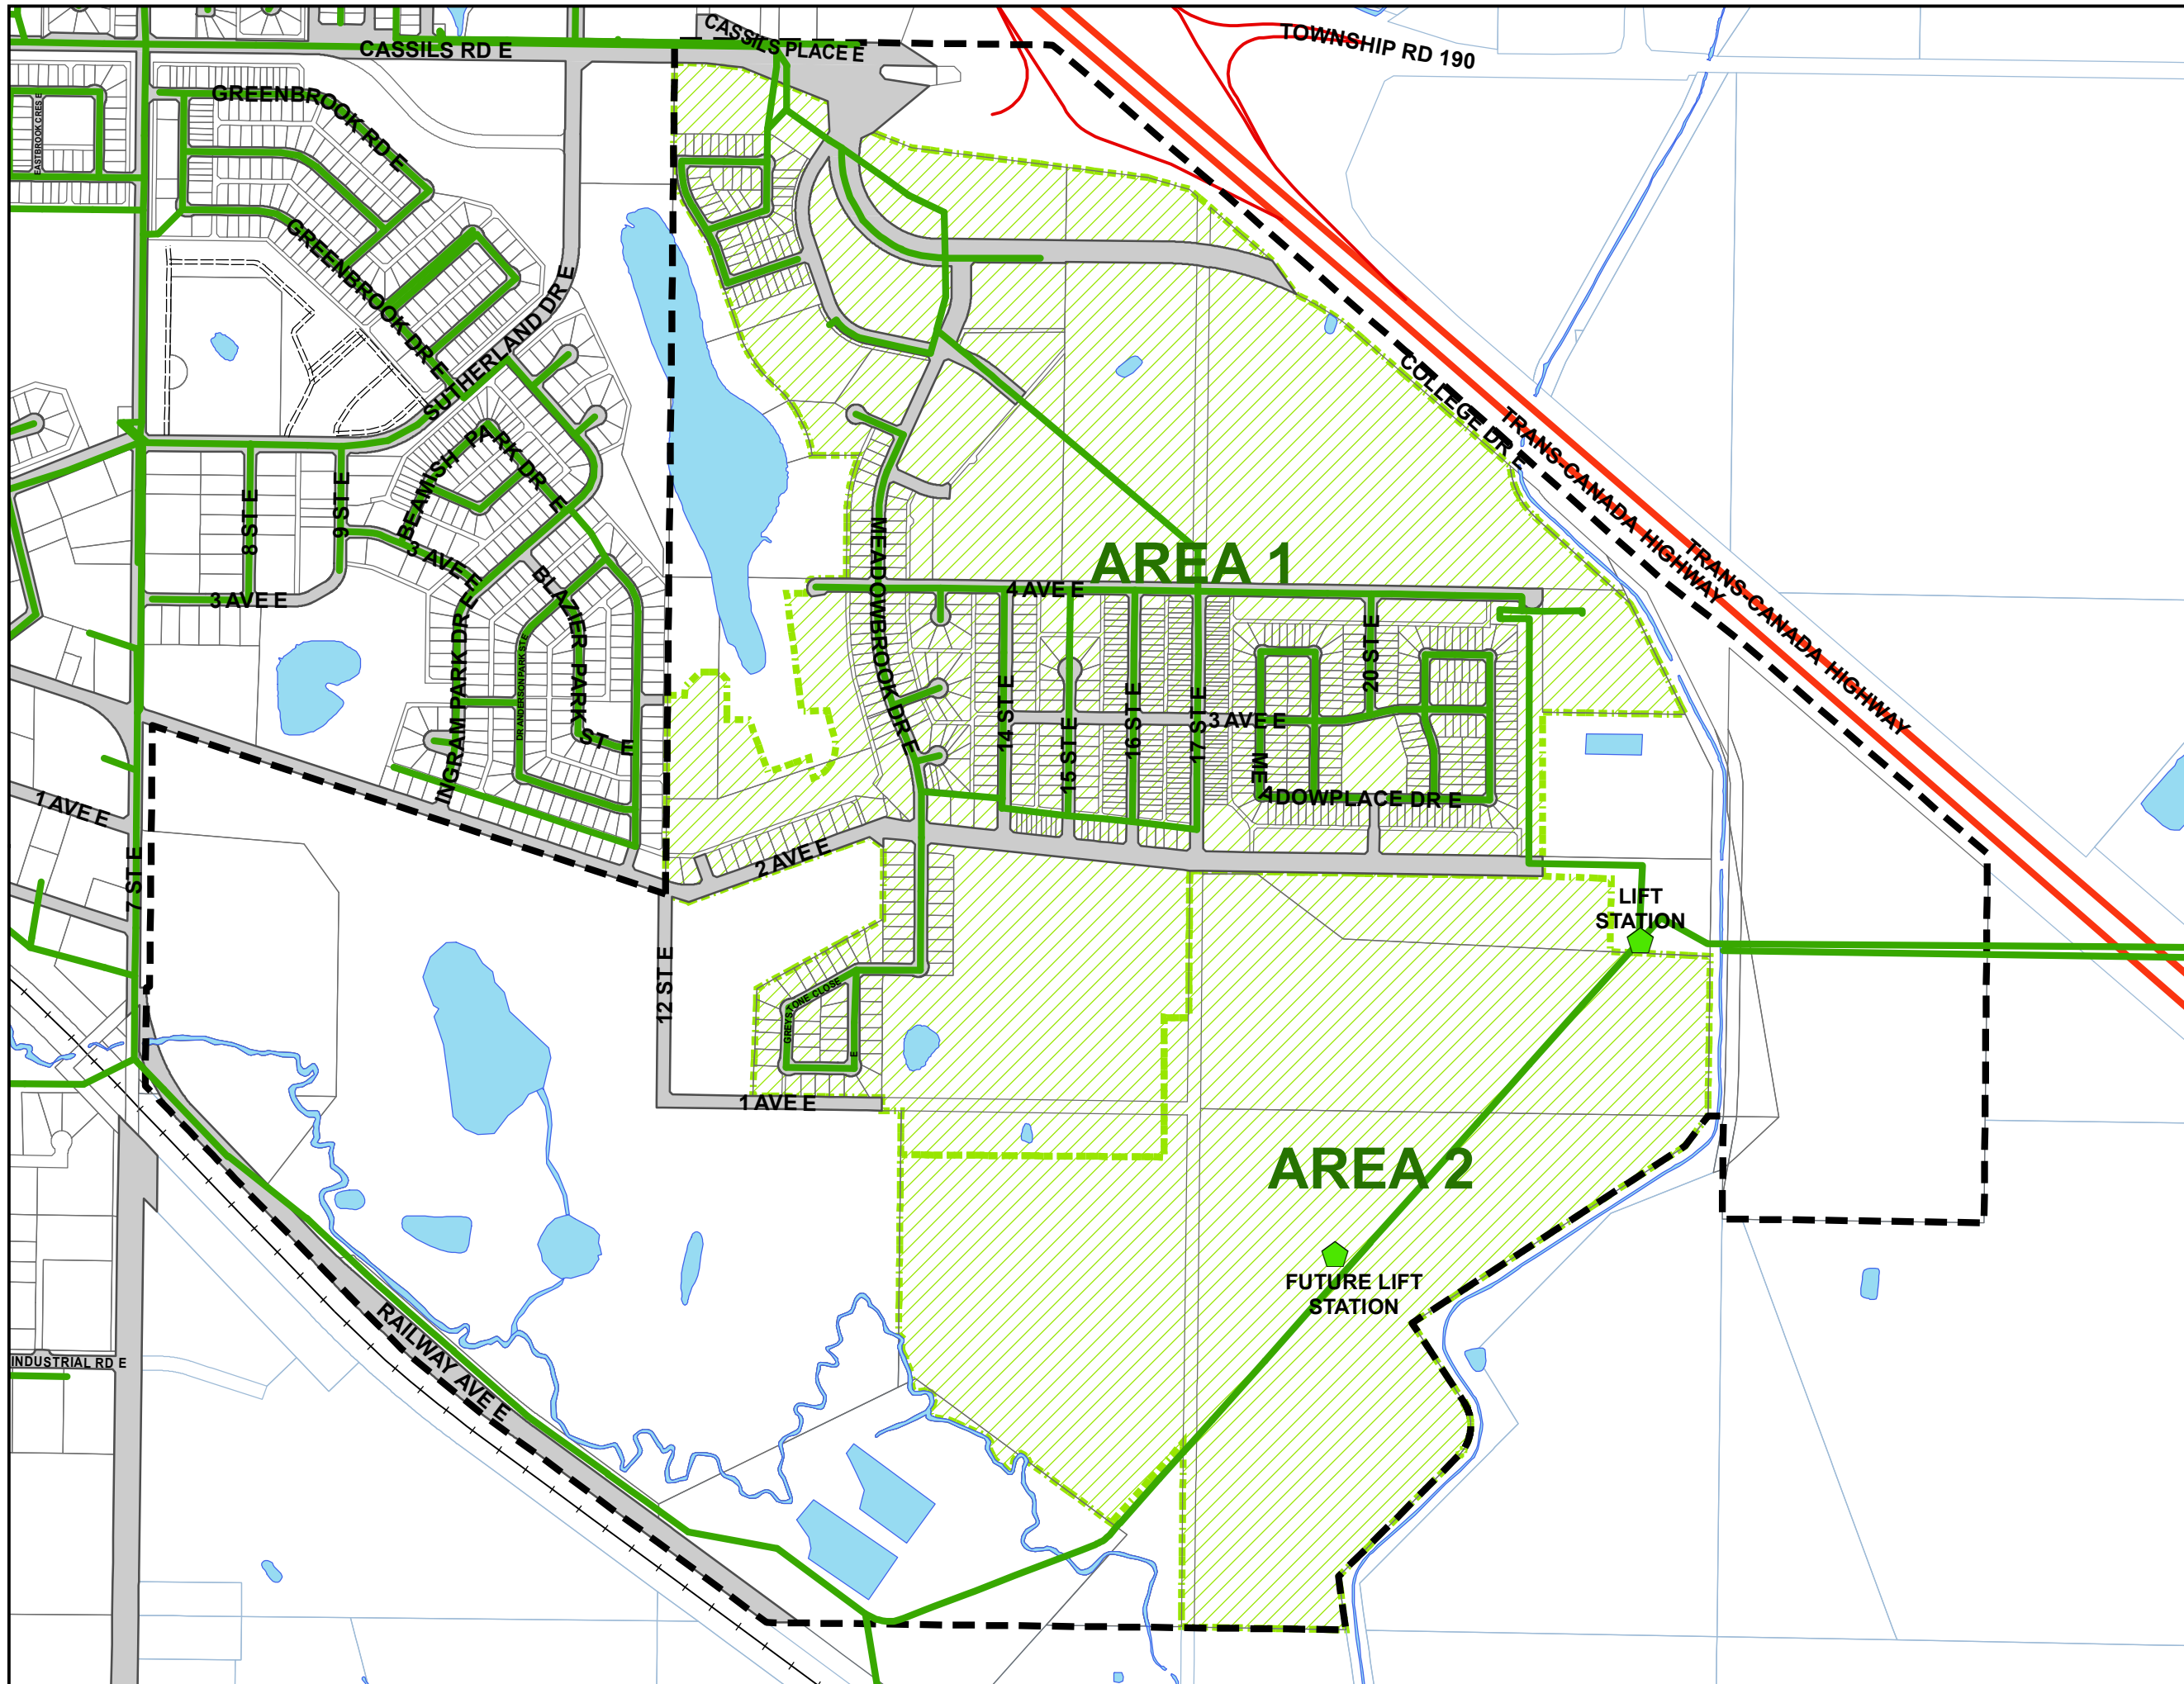 CASSILS PLACE E
TOWNSHIP RD 190
CASSILS RD E
GREENBROOK RD E
EASTBROOK CRES E
GREENBROOK DR E
SUTHERLAND DR E
COLLEGE DR E
TRANS-CANADA HIGHWAY
TRANS-CANADA HIGHWAY
BEAMISH PARK DR E
8 ST E
9 ST E
3 AVE E
3 AVE E
BLAZIER PARK ST E
INGRAM PARK DR E
DR ANDERSON PARK ST E
MEADOWBROOK DR E
AREA 1
4 AVE E
14 ST E
15 ST E
16 ST E
17 ST E
3 AVE E
20 ST E
MEADOWPLACE DR E
1 AVE E
7 ST E
2 AVE E
LIFT
STATION
12 ST E
GREYSTONE CLOSE
E
1 AVE E
AREA 2
FUTURE LIFT
STATION
RAILWAY AVE E
INDUSTRIAL RD E